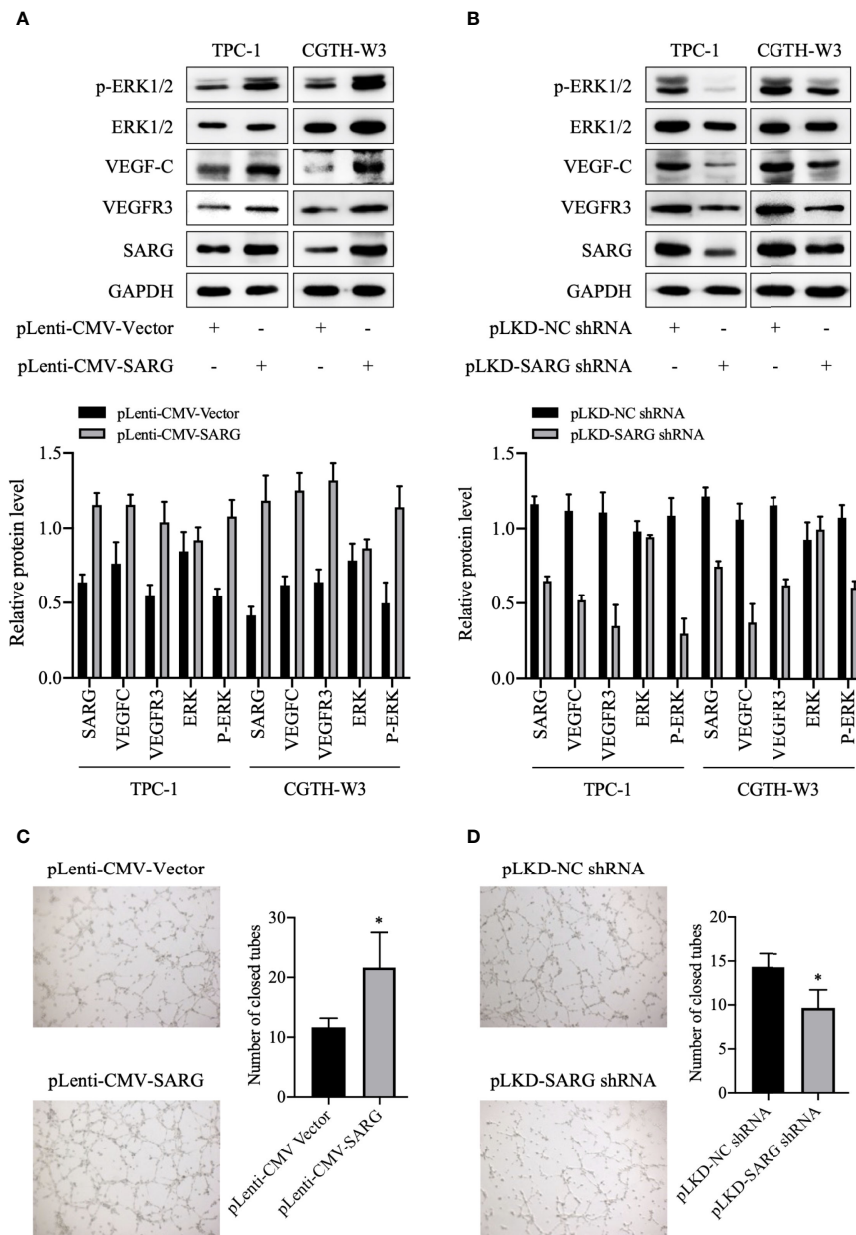 A
TPC-1 CGTH-W3
p-ERK1/2
ERK1/2
VEGF-C
VEGFR3
SARG
GAPDH
pLenti-CMV-Vector + - + -
pLenti-CMV-SARG - + - +
pLenti-CMV-Vector
pLenti-CMV-SARG
Relative protein level
1.5
1.0
0.5
0.0
SARG
VEGFC
VEGFR3
ERK
P-ERK
SARG
VEGFC
VEGFR3
ERK
P-ERK
TPC-1 CGTH-W3
B
TPC-1 CGTH-W3
p-ERK1/2
ERK1/2
VEGF-C
VEGFR3
SARG
GAPDH
pLKD-NC shRNA + - + -
pLKD-SARG shRNA - + - +
pLKD-NC shRNA
pLKD-SARG shRNA
Relative protein level
1.5
1.0
0.5
0.0
SARG
VEGFC
VEGFR3
ERK
P-ERK
SARG
VEGFC
VEGFR3
ERK
P-ERK
TPC-1 CGTH-W3
C
pLenti-CMV-Vector
pLenti-CMV-SARG
Number of closed tubes
30
20
10
0
*
pLenti-CMV Vector
pLenti-CMV-SARG
D
pLKD-NC shRNA
pLKD-SARG shRNA
Number of closed tubes
20
15
10
5
0
*
pLKD-NC shRNA
pLKD-SARG shRNA